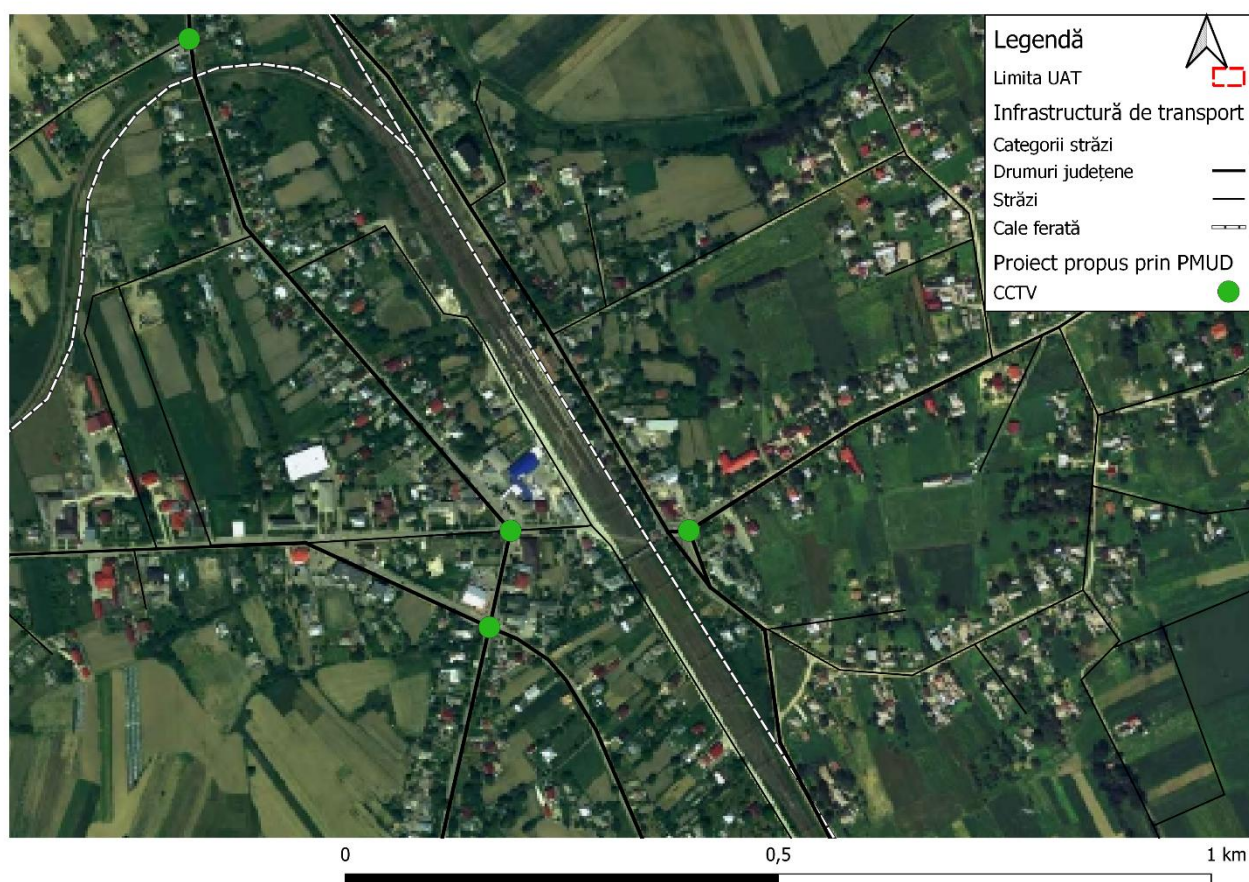 Legendă
Limita UAT
Infrastructură de transport
Categorii străzi
Drumuri județene
Străzi
Cale ferată
Proiect propus prin PMUD
CCTV
0 0,5 1 km